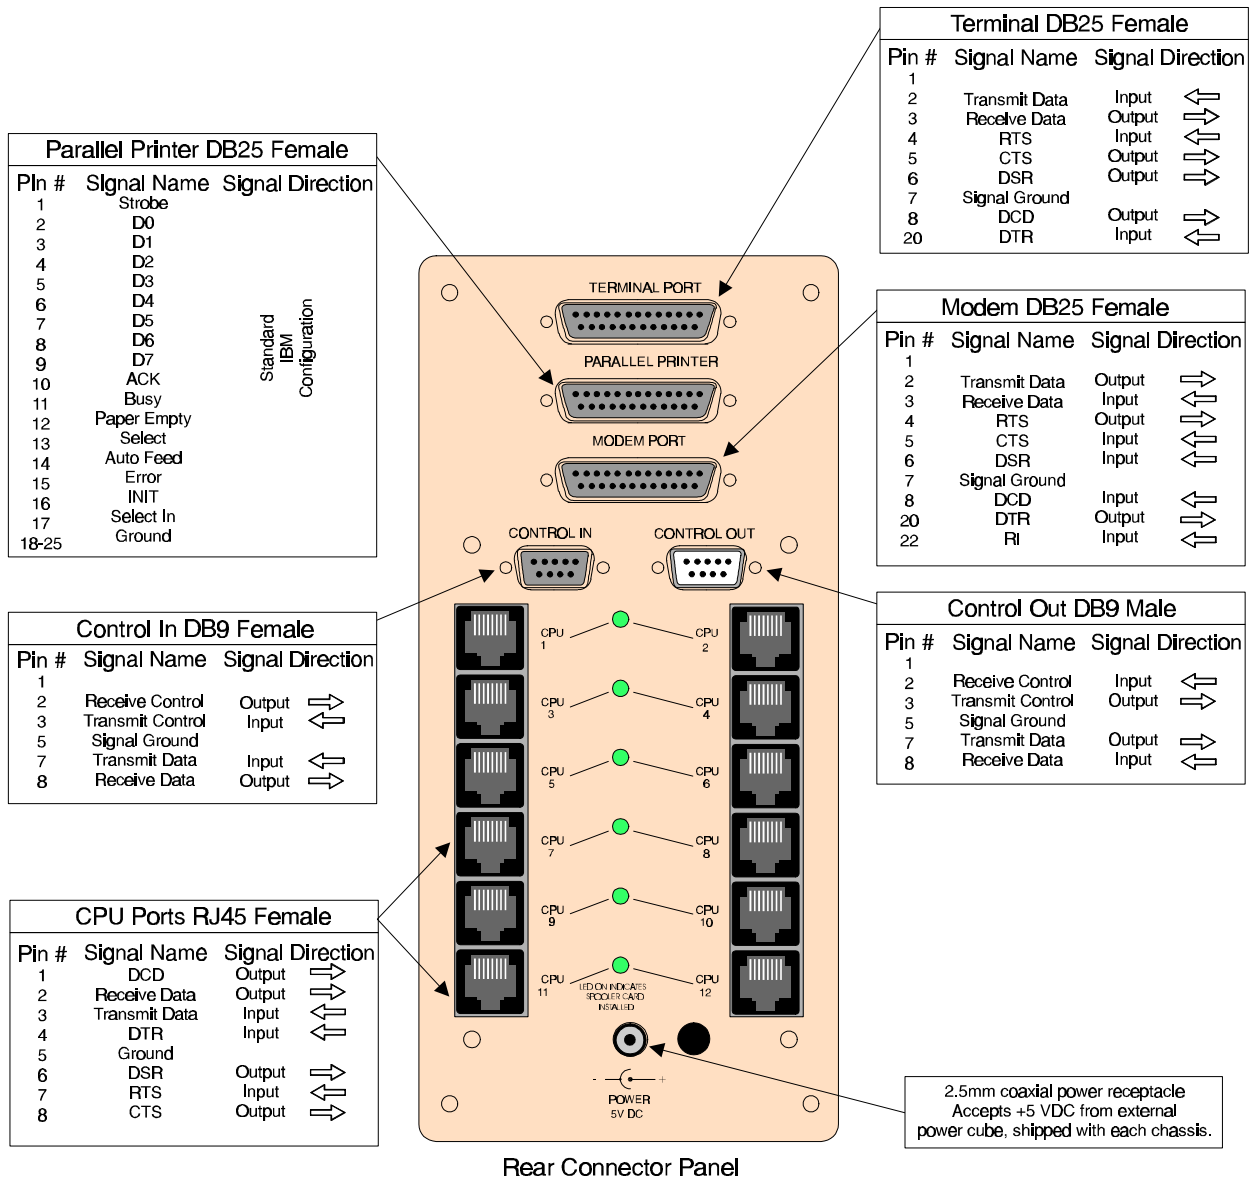 Terminal DB25 Female
Pin # Signal Name Signal Direction
1
2 Transmit Data Input
3 Receive Data Output
4 RTS Input
5 CTS Output
6 DSR Output
7 Signal Ground
8 DCD Output
20 DTR Input
Parallel Printer DB25 Female
Pin # Signal Name Signal Direction
1 Strobe
2 D0
3 D1
4 D2
5 D3
6 D4
7 D5
8 D6
9 D7
10 ACK
11 Busy
12 Paper Empty
13 Select
14 Auto Feed
15 Error
16 INIT
17 Select In
18-25 Ground
Standard
IBM
Configuration
Modem DB25 Female
Pin # Signal Name Signal Direction
1
2 Transmit Data Output
3 Receive Data Input
4 RTS Output
5 CTS Input
6 DSR Input
7 Signal Ground
8 DCD Input
20 DTR Output
22 RI Input
TERMINAL PORT
PARALLEL PRINTER
MODEM PORT
CONTROL IN CONTROL OUT
Control In DB9 Female
Pin # Signal Name Signal Direction
1
2 Receive Control Output
3 Transmit Control Input
5 Signal Ground
7 Transmit Data Input
8 Receive Data Output
Control Out DB9 Male
Pin # Signal Name Signal Direction
1
2 Receive Control Input
3 Transmit Control Output
5 Signal Ground
7 Transmit Data Output
8 Receive Data Input
CPU
1
CPU
2
CPU
3
CPU
4
CPU
5
CPU
6
CPU
7
CPU
8
CPU
9
CPU
10
CPU
11
CPU
12
LED ON INDICATES
SPOOLER CARD
INSTALLED
CPU Ports RJ45 Female
Pin # Signal Name Signal Direction
1 DCD Output
2 Receive Data Output
3 Transmit Data Input
4 DTR Input
5 Ground
6 DSR Output
7 RTS Input
8 CTS Output
- +
POWER
5V DC
2.5mm coaxial power receptacle
Accepts +5 VDC from external
power cube, shipped with each chassis.
Rear Connector Panel